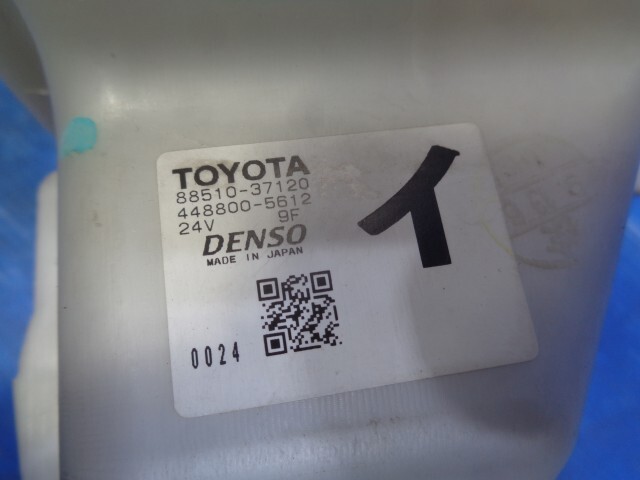 TOYOTA
88510-37120
448800-5612
24V 9F
DENSO
MADE IN JAPAN
イ
0024